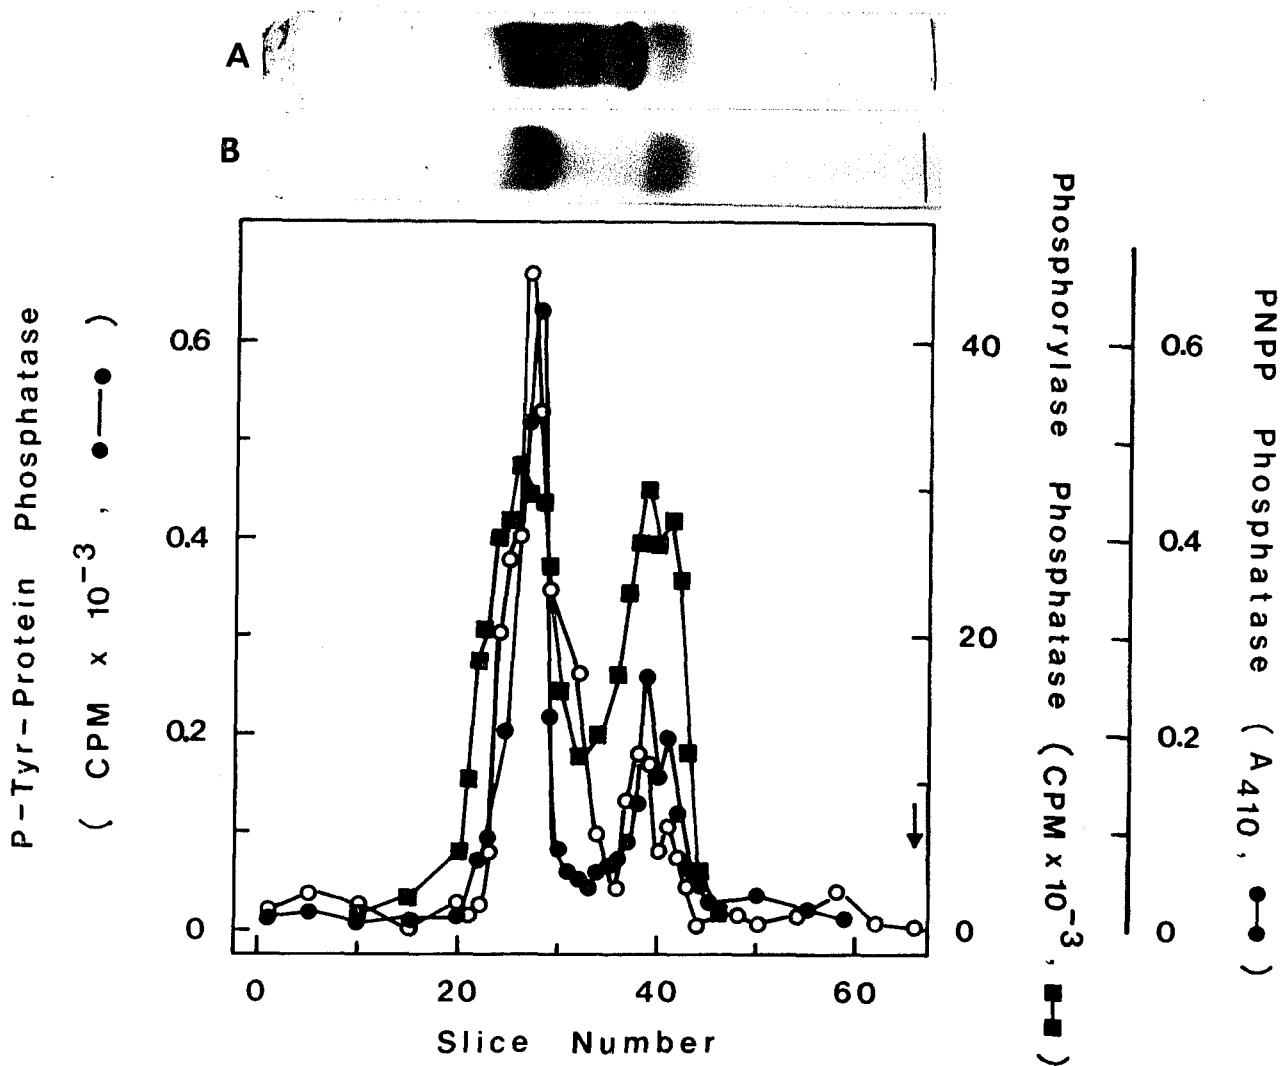 A
B
P-Tyr-Protein Phosphatase
( CPM x 10⁻³ , )
0.6
0.4
0.2
0
40
20
0
Phosphorylase Phosphatase (CPM x 10⁻³, )
0.6
0.4
0.2
0
PNPP Phosphatase ( A410, )
0 20 40 60
Slice Number